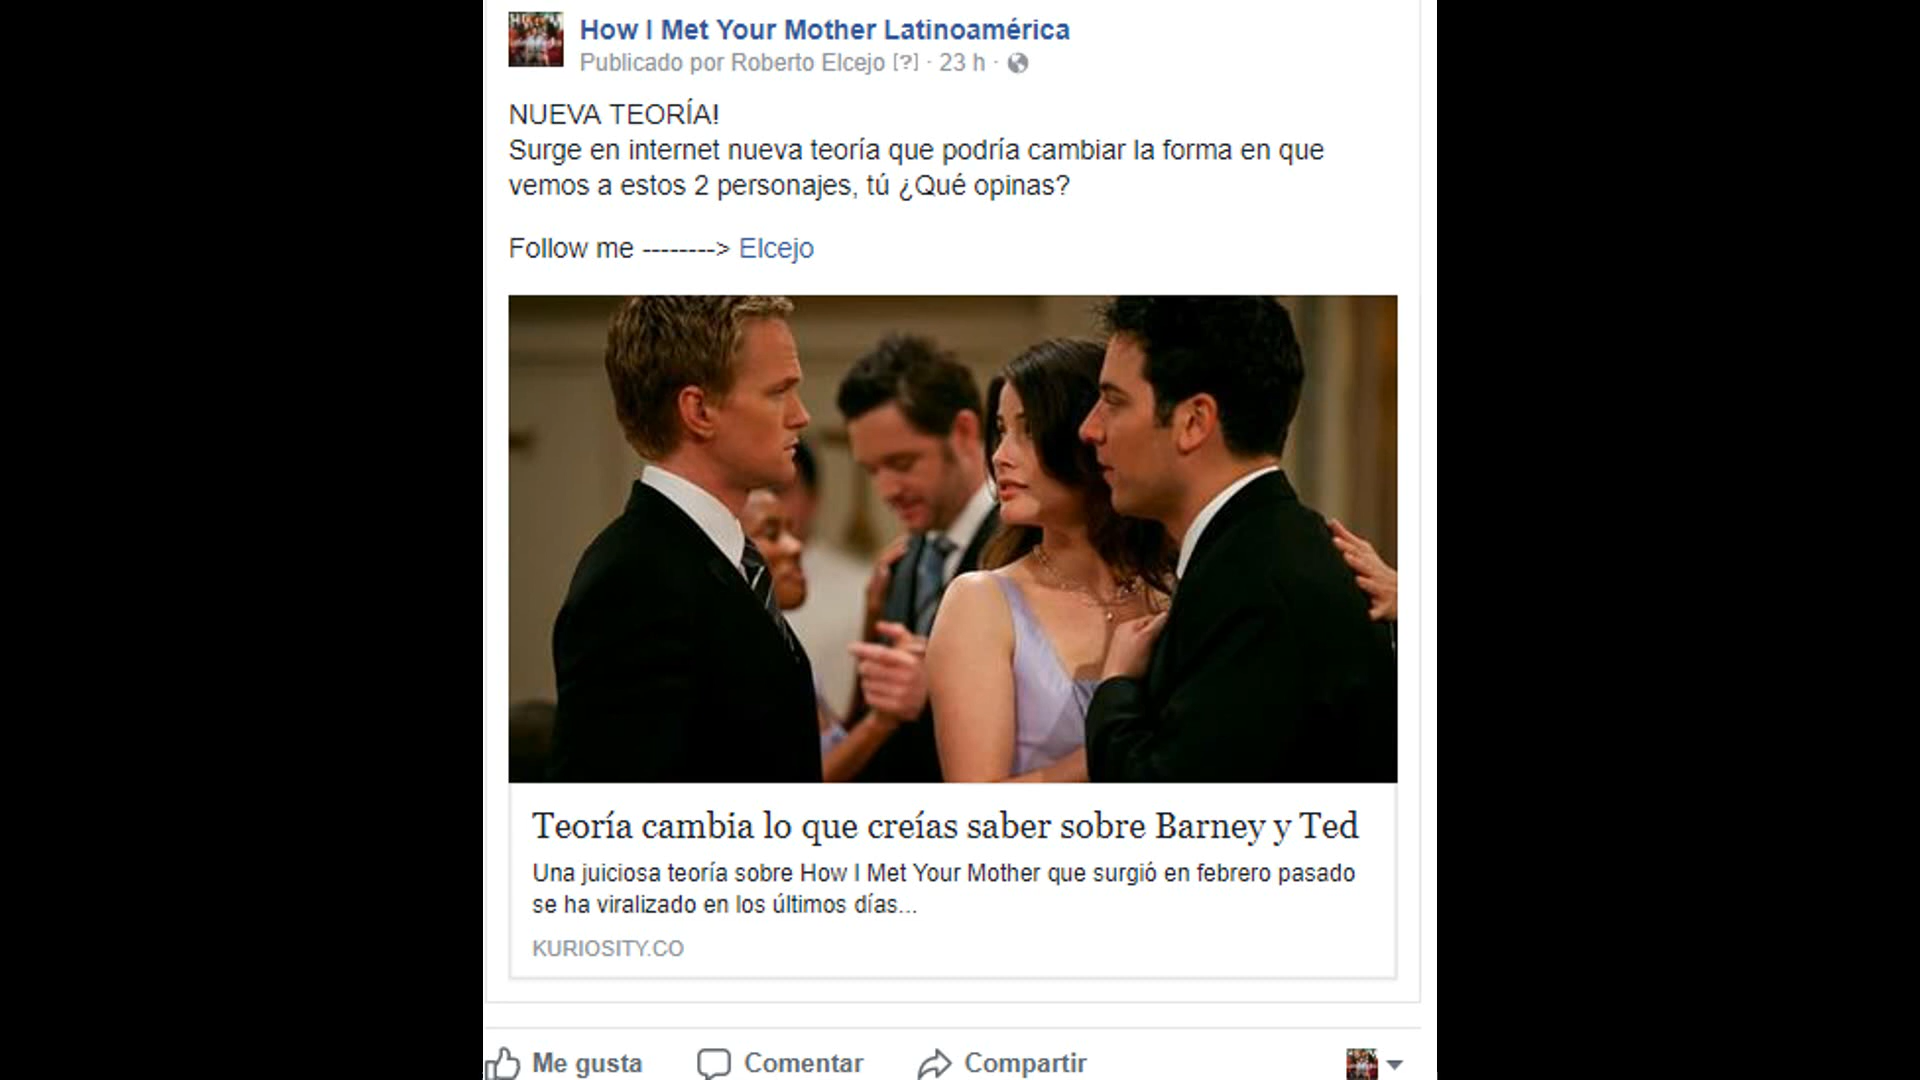 How I Met Your Mother Latinoamérica
Publicado por Roberto Elcejo [?] · 23 h ·
NUEVA TEORÍA!
Surge en internet nueva teoría que podría cambiar la forma en que
vemos a estos 2 personajes, tú ¿Qué opinas?
Follow me --------> Elcejo
Teoría cambia lo que creías saber sobre Barney y Ted
Una juiciosa teoría sobre How I Met Your Mother que surgió en febrero pasado
se ha viralizado en los últimos días...
KURIOSITY.CO
Me gusta Comentar Compartir